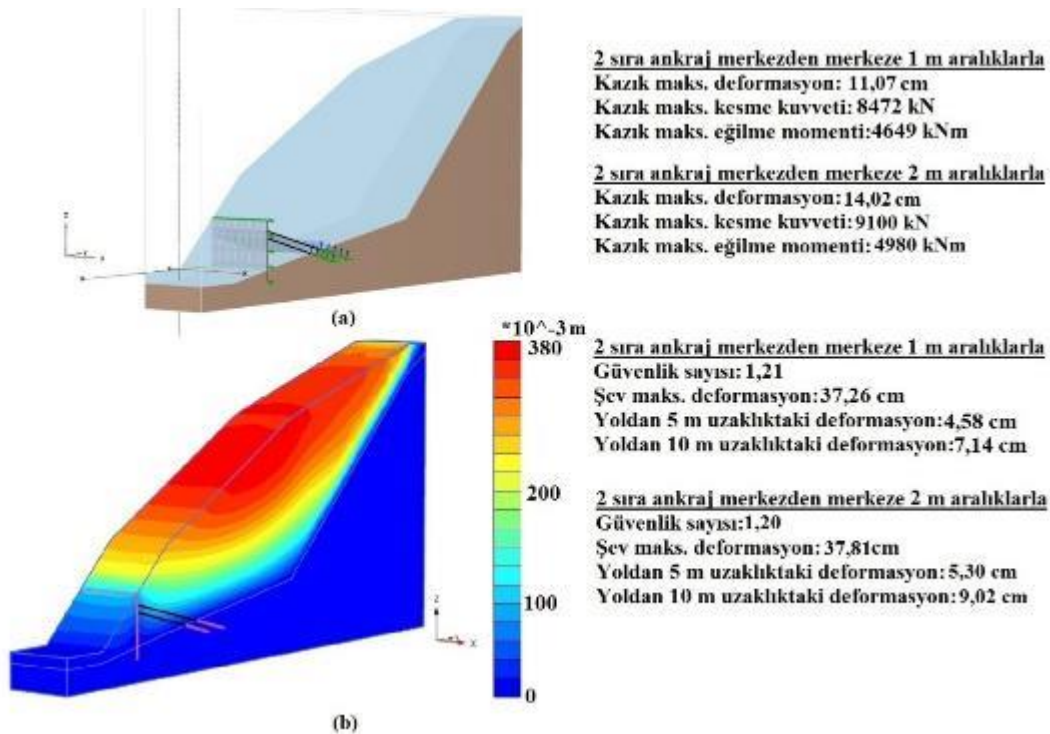 2 sıra ankraj merkezden merkeze 1 m aralıklarla
Kazık maks. deformasyon: 11,07 cm
Kazık maks. kesme kuvveti: 8472 kN
Kazık maks. eğilme momenti:4649 kNm
2 sıra ankraj merkezden merkeze 2 m aralıklarla
Kazık maks. deformasyon:14,02 cm
Kazık maks. kesme kuvveti: 9100 kN
Kazık maks. eğilme momenti: 4980 kNm
(a)
*10^-3 m
380
200
100
0
2 sıra ankraj merkezden merkeze 1 m aralıklarla
Güvenlik sayısı:1,21
Şev maks. deformasyon:37,26 cm
Yoldan 5 m uzaklıktaki deformasyon:4,58 cm
Yoldan 10 m uzaklıktaki deformasyon:7,14 cm
2 sıra ankraj merkezden merkeze 2 m aralıklarla
Güvenlik sayısı:1,20
Şev maks. deformasyon: 37,81cm
Yoldan 5 m uzaklıktaki deformasyon:5,30 cm
Yoldan 10 m uzaklıktaki deformasyon:9,02 cm
z
x
(b)